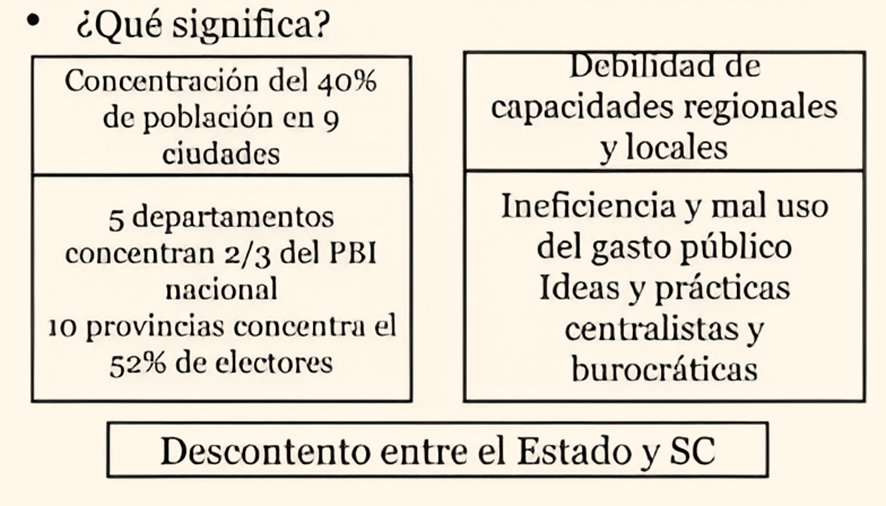 • ¿Qué significa?
Concentración del 40%
de población en 9
ciudades
5 departamentos
concentran 2/3 del PBI
nacional
10 provincias concentra el
52% de electores
Debilidad de
capacidades regionales
y locales
Ineficiencia y mal uso
del gasto público
Ideas y prácticas
centralistas y
burocráticas
Descontento entre el Estado y SC